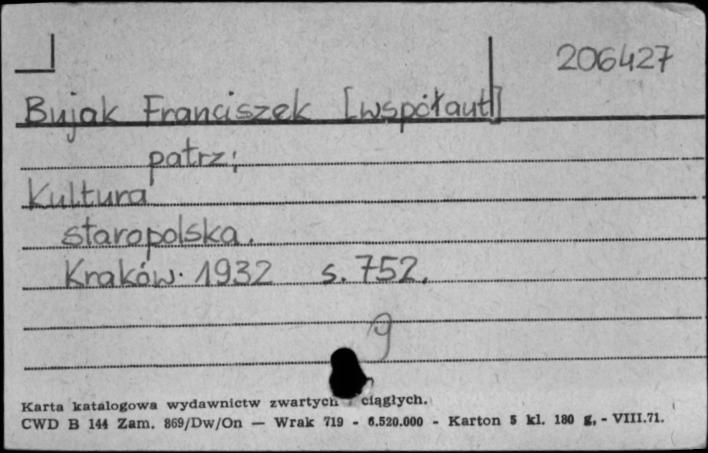 206427
Bujak Franciszek [współaut]
patrz:
Kultura
staropolska.
Kraków. 1932 s. 752.
g
Karta katalogowa wydawnictw zwartych i ciągłych.
CWD B 144 Zam. 869/Dw/On — Wrak 719 - 6.520.000 - Karton 5 kl. 180 g. - VIII.71.